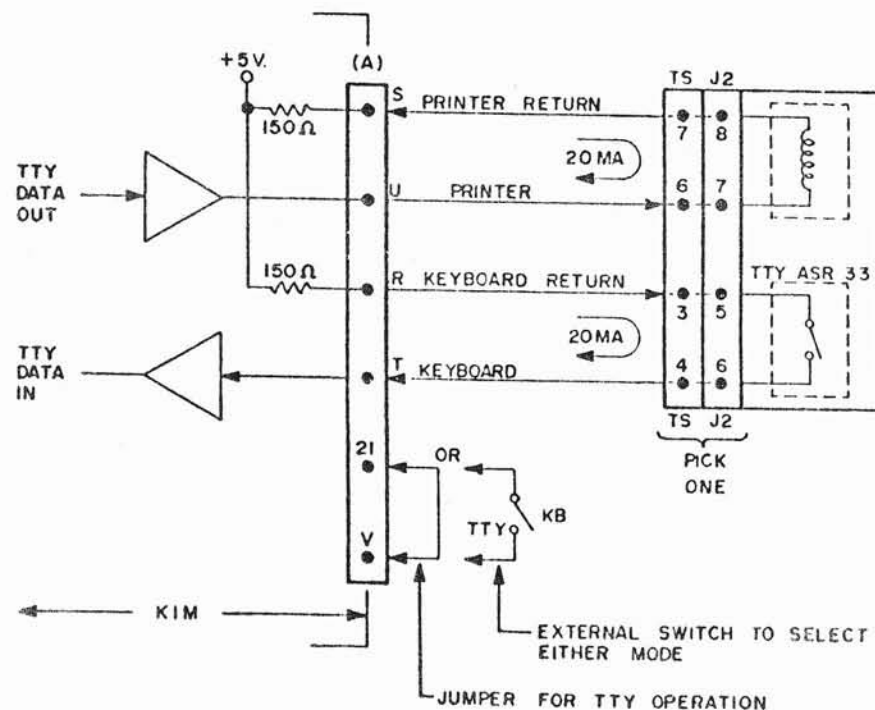 +5V.
(A)
TS J2
S PRINTER RETURN
150Ω
7 8
20 MA
TTY
DATA
OUT
U PRINTER
6 7
150Ω
R KEYBOARD RETURN
TTY ASR 33
3 5
20 MA
TTY
DATA
IN
T KEYBOARD
4 6
TS J2
PICK
ONE
21
OR
KB
TTY
V
KIM
EXTERNAL SWITCH TO SELECT
EITHER MODE
JUMPER FOR TTY OPERATION